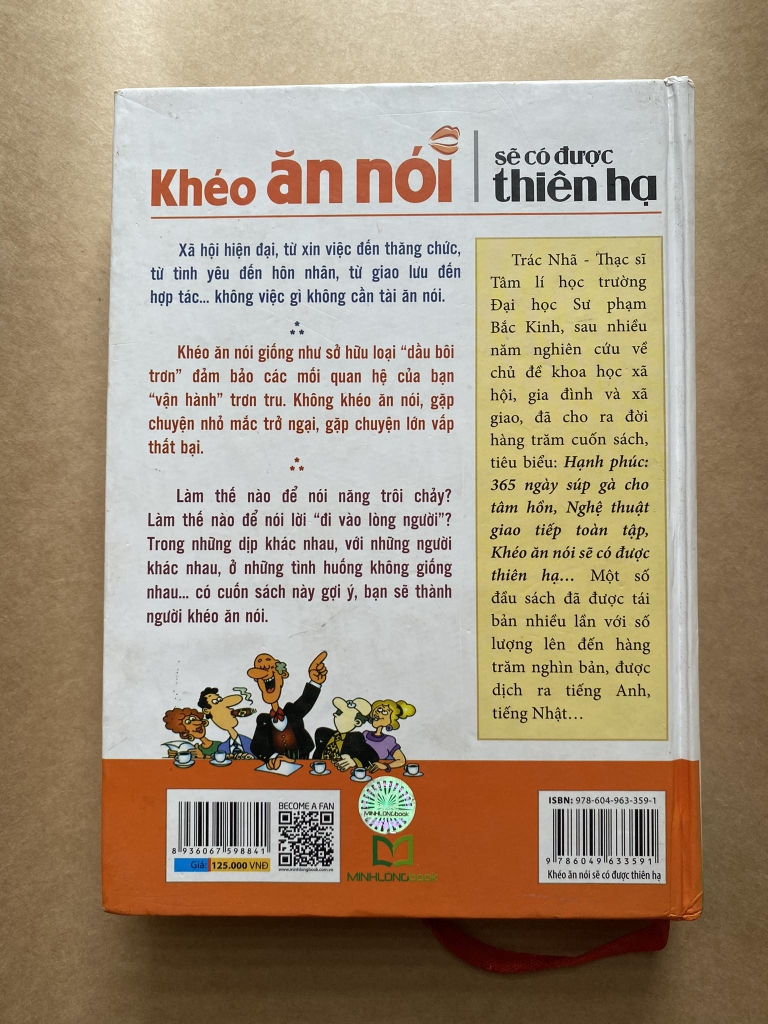 Khéo ăn nói
sẽ có được
thiên hạ
Xã hội hiện đại, từ xin việc đến thăng chức,
từ tình yêu đến hôn nhân, từ giao lưu đến
hợp tác... không việc gì không cần tài ăn nói.
Khéo ăn nói giống như sở hữu loại “dầu bôi
trơn” đảm bảo các mối quan hệ của bạn
“vận hành” trơn tru. Không khéo ăn nói, gặp
chuyện nhỏ mắc trở ngại, gặp chuyện lớn vấp
thất bại.
Làm thế nào để nói năng trôi chảy?
Làm thế nào để nói lời “đi vào lòng người”?
Trong những dịp khác nhau, với những người
khác nhau, ở những tình huống không giống
nhau... có cuốn sách này gợi ý, bạn sẽ thành
người khéo ăn nói.
Trác Nhã - Thạc sĩ
Tâm lí học trường
Đại học Sư phạm
Bắc Kinh, sau nhiều
năm nghiên cứu về
chủ đề khoa học xã
hội, gia đình và xã
giao, đã cho ra đời
hàng trăm cuốn sách,
tiêu biểu: Hạnh phúc:
365 ngày súp gà cho
tâm hồn, Nghệ thuật
giao tiếp toàn tập,
Khéo ăn nói sẽ có được
thiên hạ... Một số
đầu sách đã được tái
bản nhiều lần với số
lượng lên đến hàng
trăm nghìn bản, được
dịch ra tiếng Anh,
tiếng Nhật...
8936067598841
Giá: 125.000 VNĐ
BECOME A FAN
www.minhlongbook.com.vn
MINHLONGbook
MINHLONGbook
ISBN: 978-604-963-359-1
9786049633591
Khéo ăn nói sẽ có được thiên hạ